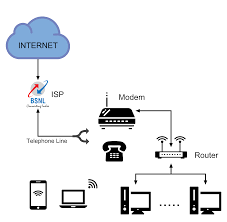 INTERNET
ISP
BSNL
Modem
Telephone Line
Router